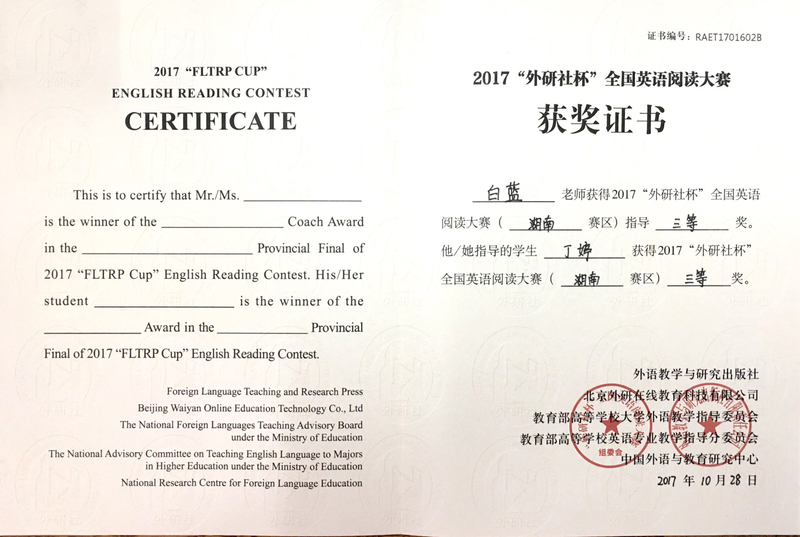 2017 “FLTRP CUP”
ENGLISH READING CONTEST
CERTIFICATE
This is to certify that Mr./Ms. ____________________
is the winner of the ____________________ Coach Award
in the ____________________ Provincial Final of
2017 “FLTRP Cup” English Reading Contest. His/Her
student ____________________ is the winner of the
________________ Award in the ________________ Provincial
Final of 2017 “FLTRP Cup” English Reading Contest.
Foreign Language Teaching and Research Press
Beijing Waiyan Online Education Technology Co., Ltd
The National Foreign Languages Teaching Advisory Board
under the Ministry of Education
The National Advisory Committee on Teaching English Language to Majors
in Higher Education under the Ministry of Education
National Research Centre for Foreign Language Education
证书编号：RAET1701602B
2017“外研社杯”全国英语阅读大赛
获奖证书
白蓝 老师获得2017“外研社杯”全国英语
阅读大赛（ 湖南 赛区）指导 三等 奖。
他/她指导的学生 丁婷 获得2017“外研社杯”
全国英语阅读大赛（ 湖南 赛区） 三等 奖。
外语教学与研究出版社
北京外研在线教育科技有限公司
教育部高等学校大学外语教学指导委员会
教育部高等学校英语专业教学指导分委员会
中国外语与教育研究中心
组委会
2017 年 10 月 28 日